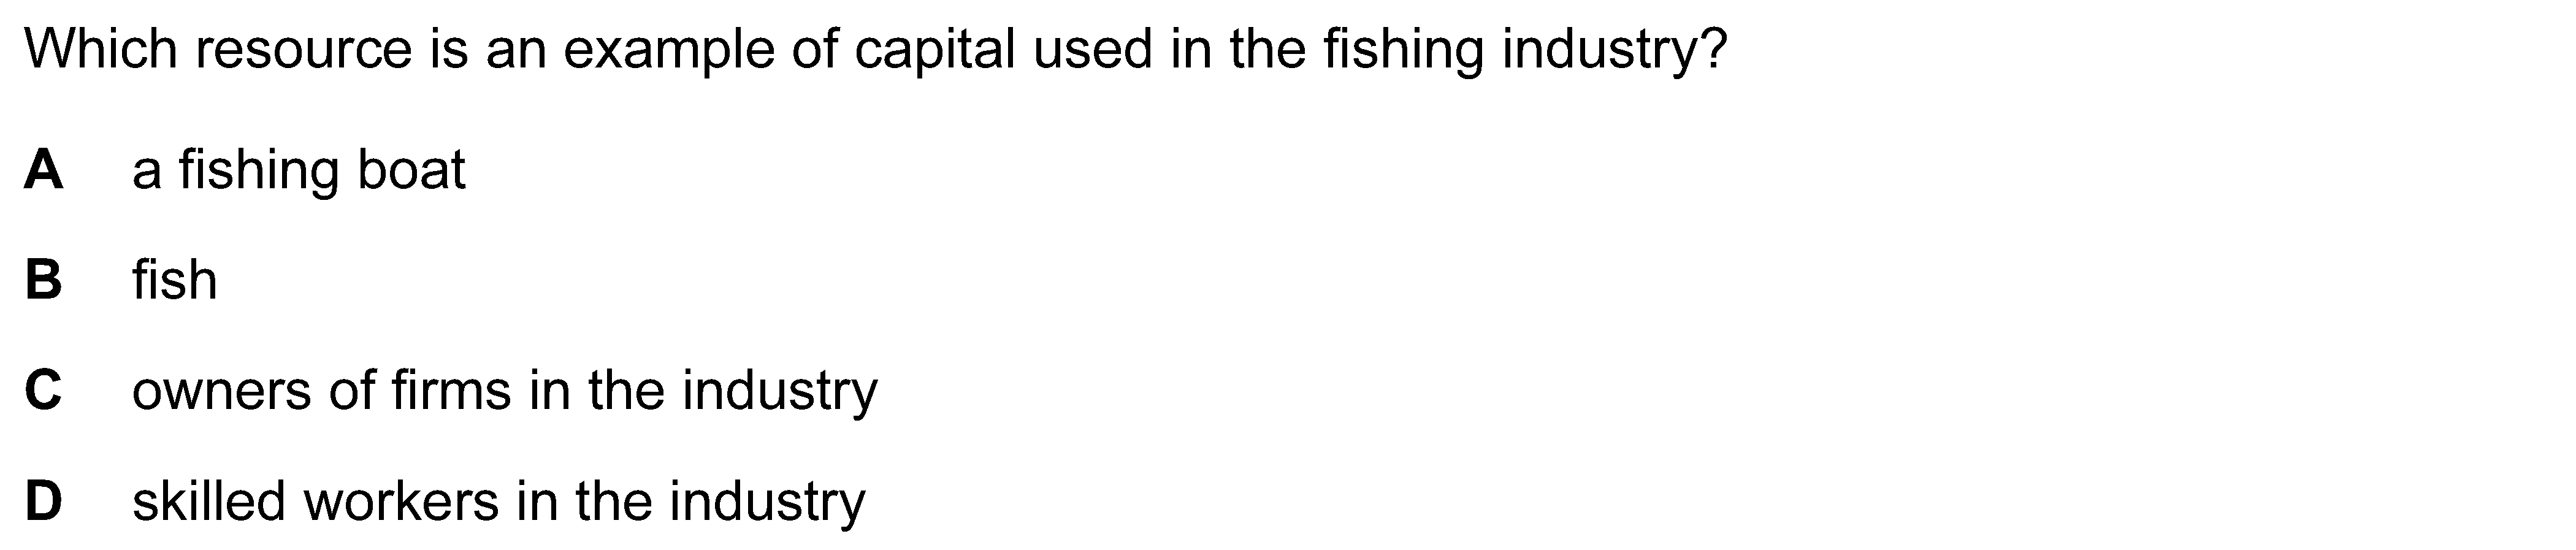 Which resource is an example of capital used in the fishing industry?
A a fishing boat
B fish
C owners of firms in the industry
D skilled workers in the industry